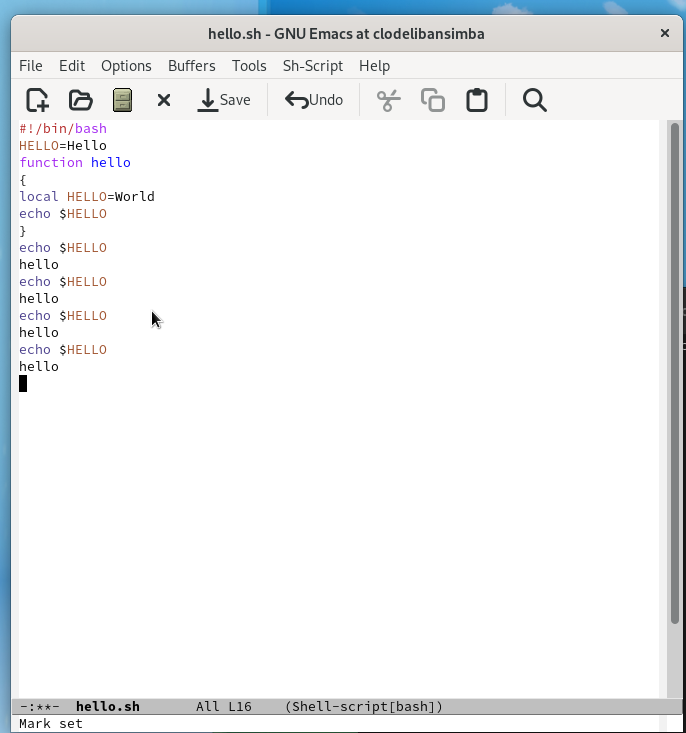 hello.sh - GNU Emacs at clodelibansimba
File Edit Options Buffers Tools Sh-Script Help
Save Undo
#!/bin/bash
HELLO=Hello
function hello
{
local HELLO=World
echo $HELLO
}
echo $HELLO
hello
echo $HELLO
hello
echo $HELLO
hello
echo $HELLO
hello
-:**- hello.sh All L16 (Shell-script[bash])
Mark set